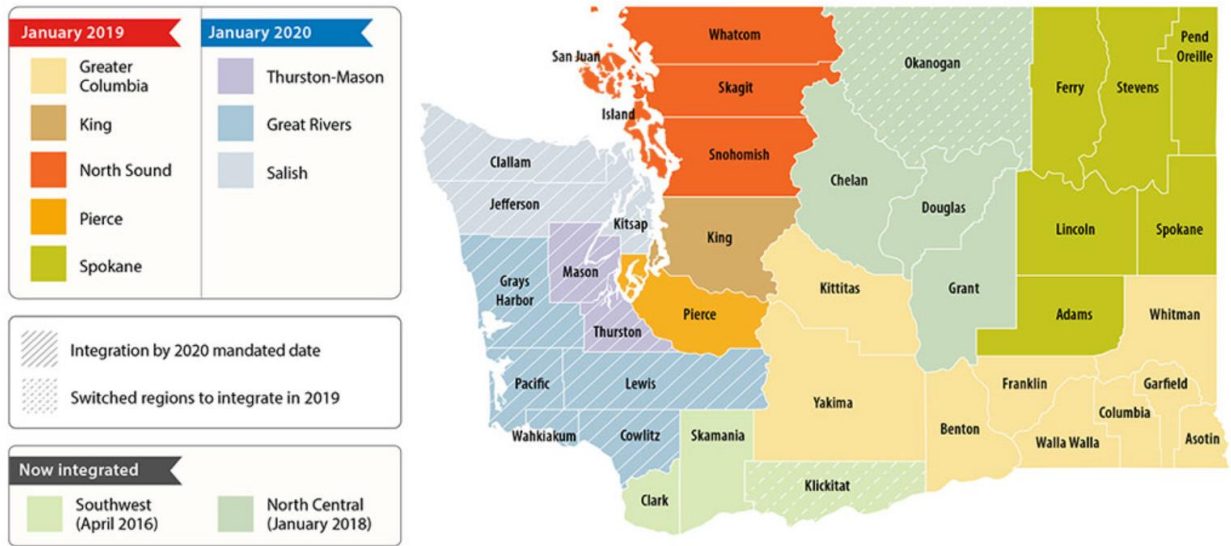 January 2019
Greater
Columbia
King
North Sound
Pierce
Spokane
January 2020
Thurston-Mason
Great Rivers
Salish
Integration by 2020 mandated date
Switched regions to integrate in 2019
Now integrated
Southwest
(April 2016)
North Central
(January 2018)
Whatcom
San Juan
Skagit
Island
Snohomish
Okanogan
Ferry
Stevens
Pend
Oreille
Clallam
Jefferson
Kitsap
Chelan
Douglas
Lincoln
Spokane
King
Mason
Grays
Harbor
Kittitas
Grant
Thurston
Pierce
Adams
Whitman
Pacific
Lewis
Yakima
Franklin
Garfield
Columbia
Wahkiakum
Cowlitz
Skamania
Benton
Walla Walla
Asotin
Clark
Klickitat